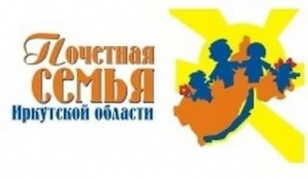 Почетная
СЕМЬЯ
Иркутской области